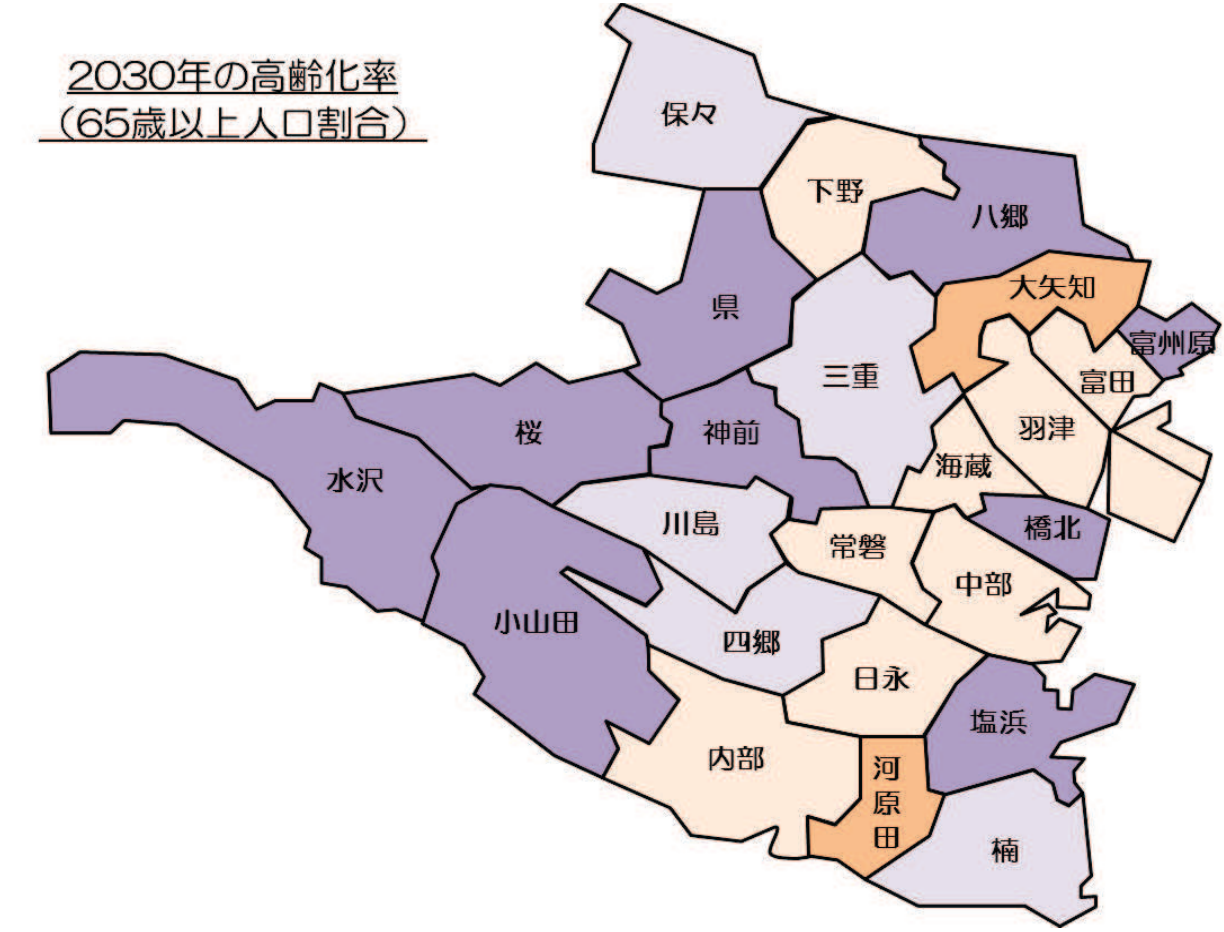 2030年の高齢化率
（65歳以上人口割合）
保々
下野
八郷
大矢知
県
富州原
三重
富田
桜
神前
羽津
海蔵
水沢
川島
橋北
常磐
中部
小山田
四郷
日永
塩浜
内部
河原田
楠